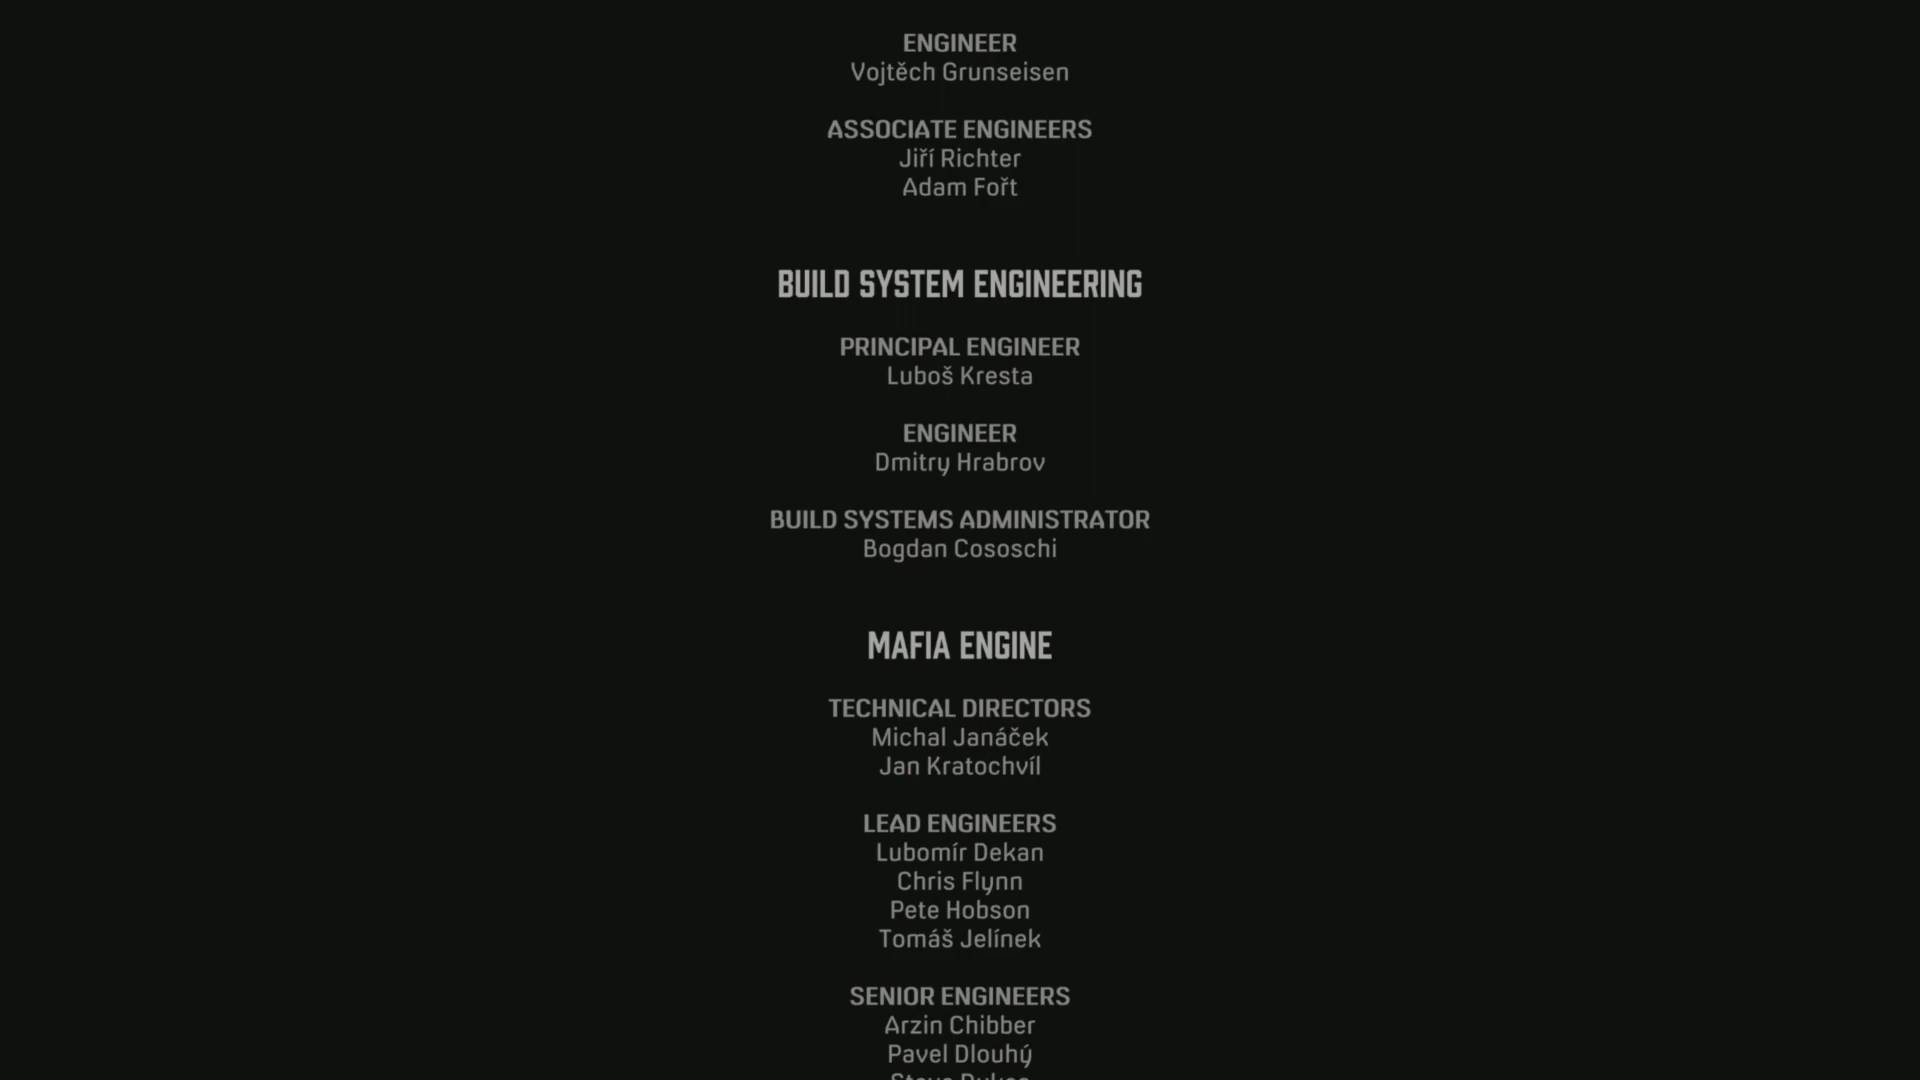 ENGINEER
Vojtěch Grunseisen
ASSOCIATE ENGINEERS
Jiří Richter
Adam Fořt
BUILD SYSTEM ENGINEERING
PRINCIPAL ENGINEER
Luboš Kresta
ENGINEER
Dmitry Hrabrov
BUILD SYSTEMS ADMINISTRATOR
Bogdan Cososchi
MAFIA ENGINE
TECHNICAL DIRECTORS
Michal Janáček
Jan Kratochvíl
LEAD ENGINEERS
Lubomír Dekan
Chris Flynn
Pete Hobson
Tomáš Jelínek
SENIOR ENGINEERS
Arzin Chibber
Pavel Dlouhý